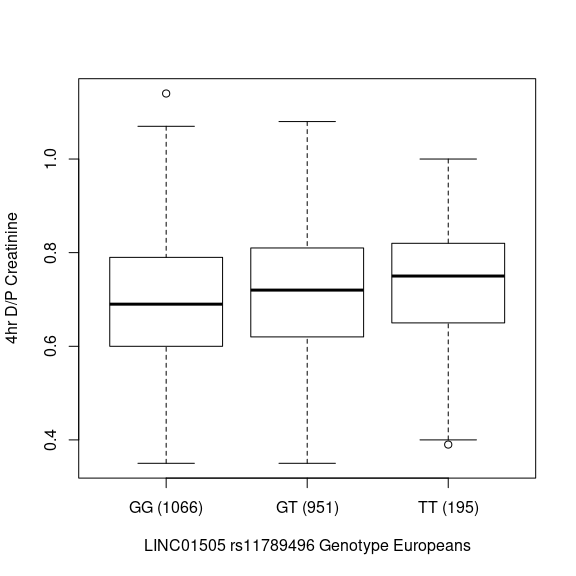 4hr D/P Creatinine
1.0
0.8
0.6
0.4
GG (1066) GT (951) TT (195)
LINC01505 rs11789496 Genotype Europeans